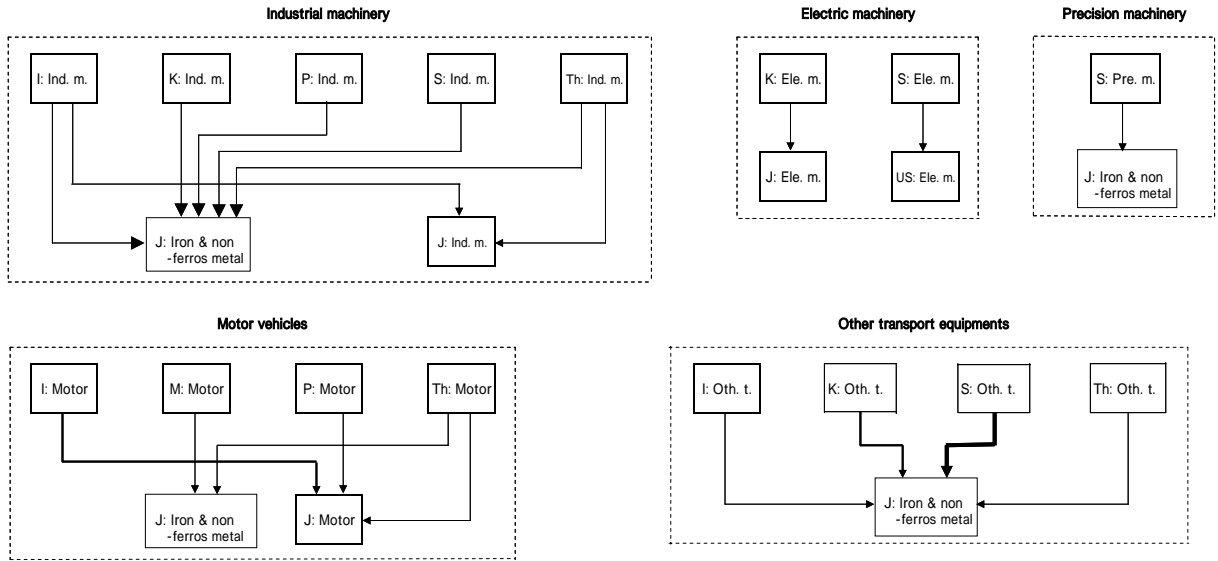 Industrial machinery
I: Ind. m.
K: Ind. m.
P: Ind. m.
S: Ind. m.
Th: Ind. m.
J: Iron & non
-ferros metal
J: Ind. m.
Electric machinery
K: Ele. m.
S: Ele. m.
J: Ele. m.
US: Ele. m.
Precision machinery
S: Pre. m.
J: Iron & non
-ferros metal
Motor vehicles
I: Motor
M: Motor
P: Motor
Th: Motor
J: Iron & non
-ferros metal
J: Motor
Other transport equipments
I: Oth. t.
K: Oth. t.
S: Oth. t.
Th: Oth. t.
J: Iron & non
-ferros metal